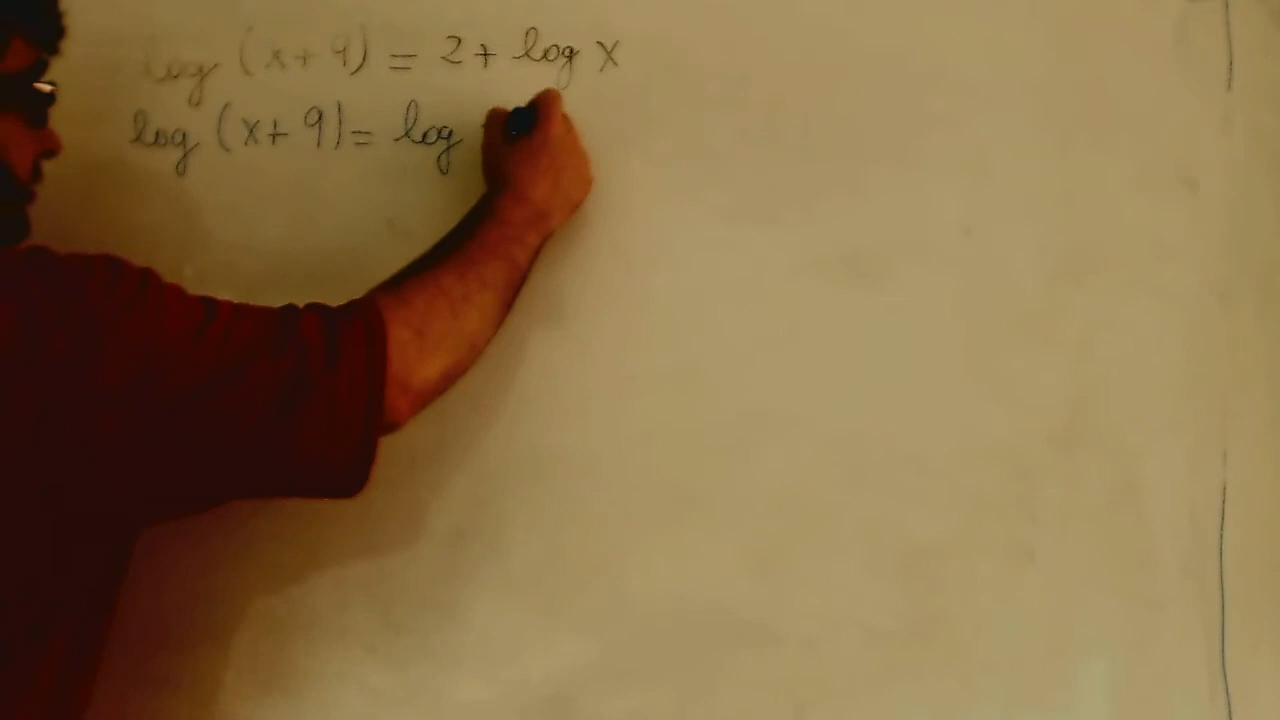 log (x+9) = 2 + log x
log (x+9) = log